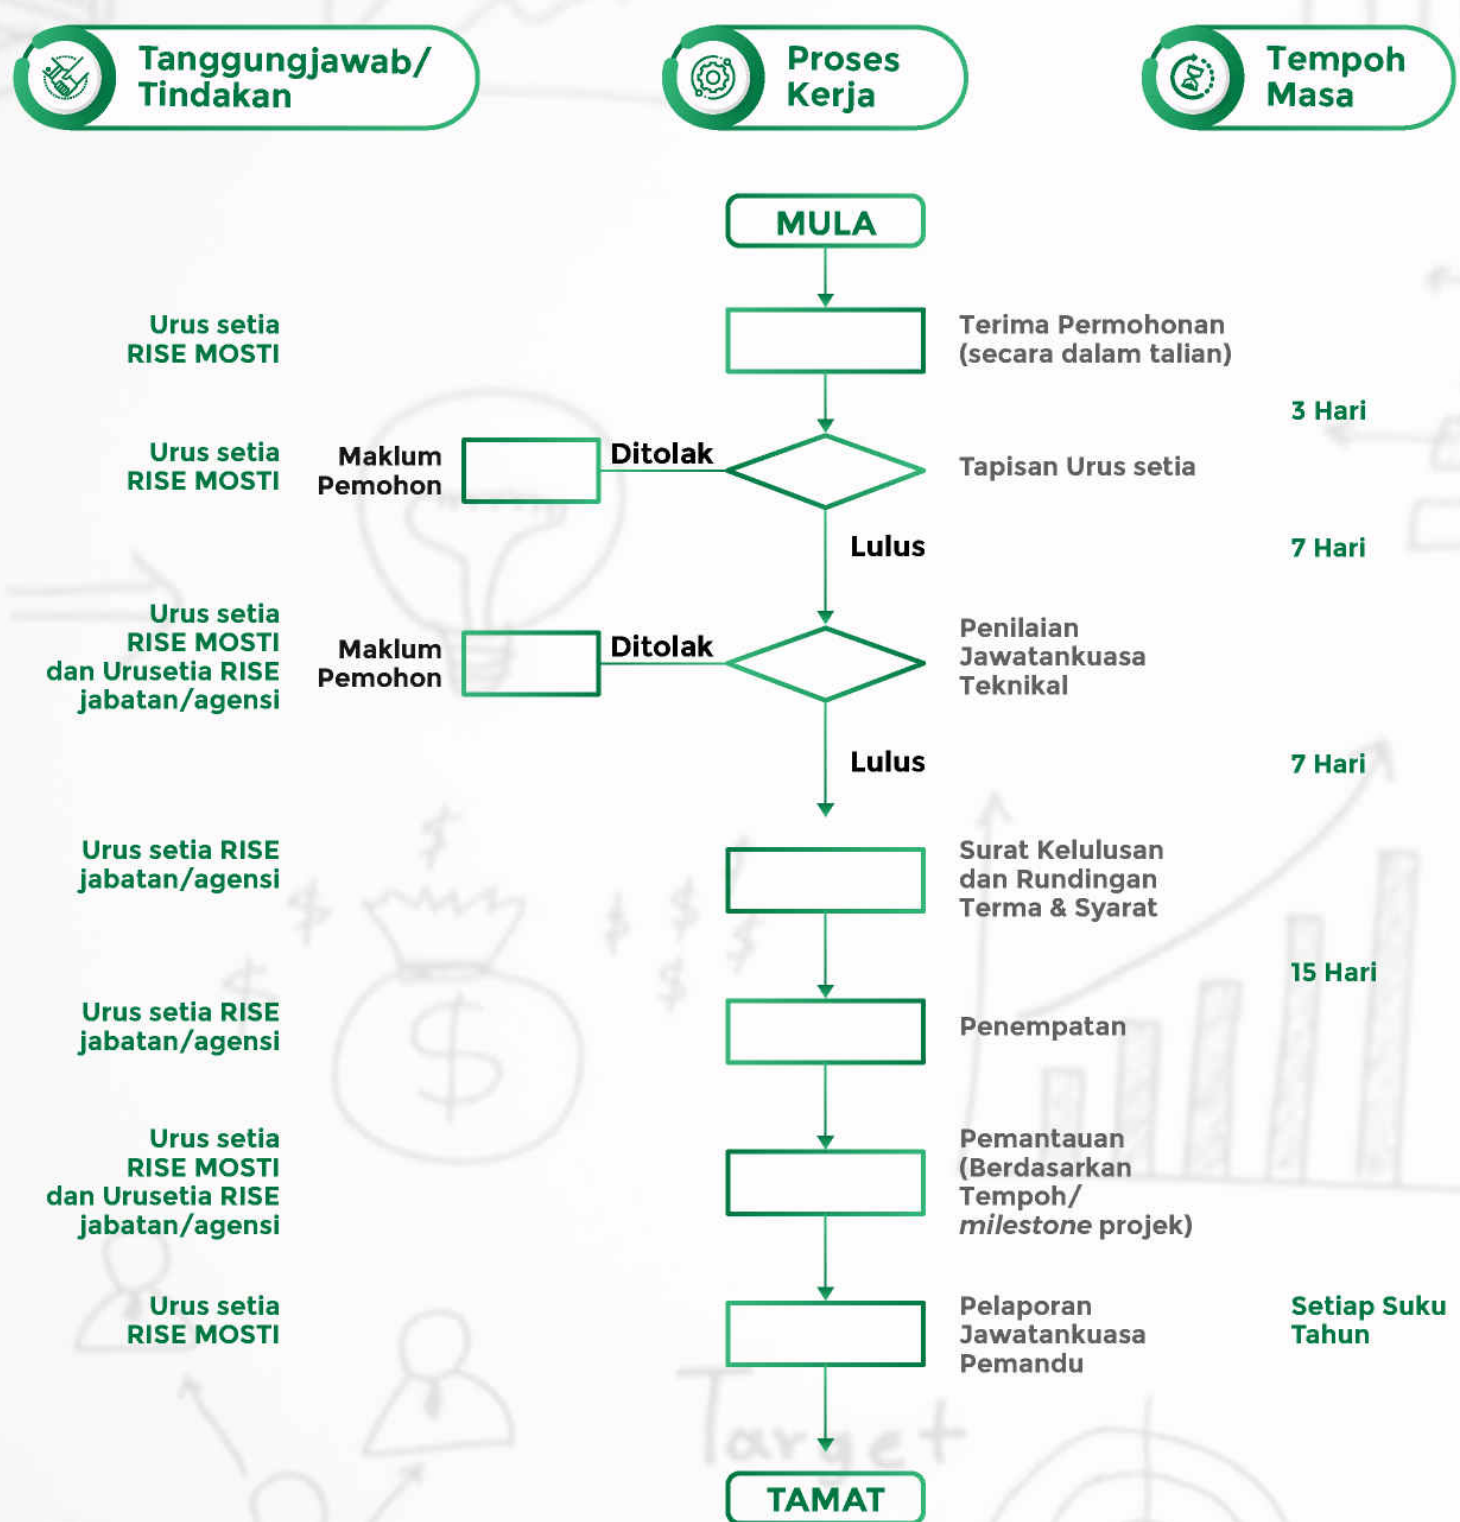 Tanggungjawab/
Tindakan
Proses
Kerja
Tempoh
Masa
MULA
Urus setia
RISE MOSTI
Terima Permohonan
(secara dalam talian)
3 Hari
Urus setia
RISE MOSTI
Maklum
Pemohon
Ditolak
Tapisan Urus setia
Lulus
7 Hari
Urus setia
RISE MOSTI
dan Urusetia RISE
jabatan/agensi
Maklum
Pemohon
Ditolak
Penilaian
Jawatankuasa
Teknikal
Lulus
7 Hari
Urus setia RISE
jabatan/agensi
Surat Kelulusan
dan Rundingan
Terma & Syarat
15 Hari
Urus setia RISE
jabatan/agensi
Penempatan
Urus setia
RISE MOSTI
dan Urusetia RISE
jabatan/agensi
Pemantauan
(Berdasarkan
Tempoh/
milestone projek)
Urus setia
RISE MOSTI
Pelaporan
Jawatankuasa
Pemandu
Setiap Suku
Tahun
Target
TAMAT